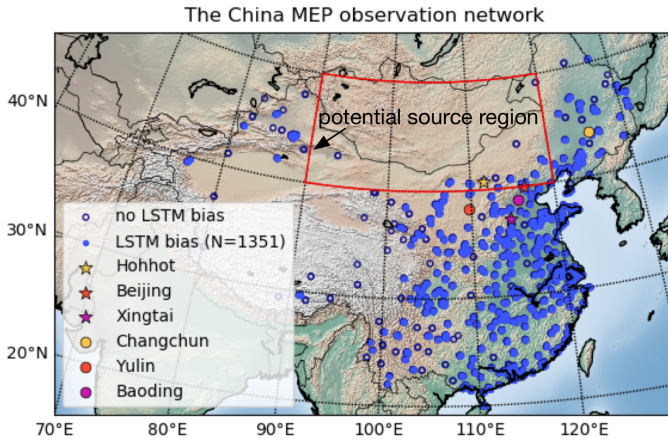 The China MEP observation network
40°N
potential source region
30°N
no LSTM bias
LSTM bias (N=1351)
Hohhot
Beijing
Xingtai
Changchun
Yulin
Baoding
20°N
70°E 80°E 90°E 100°E 110°E 120°E